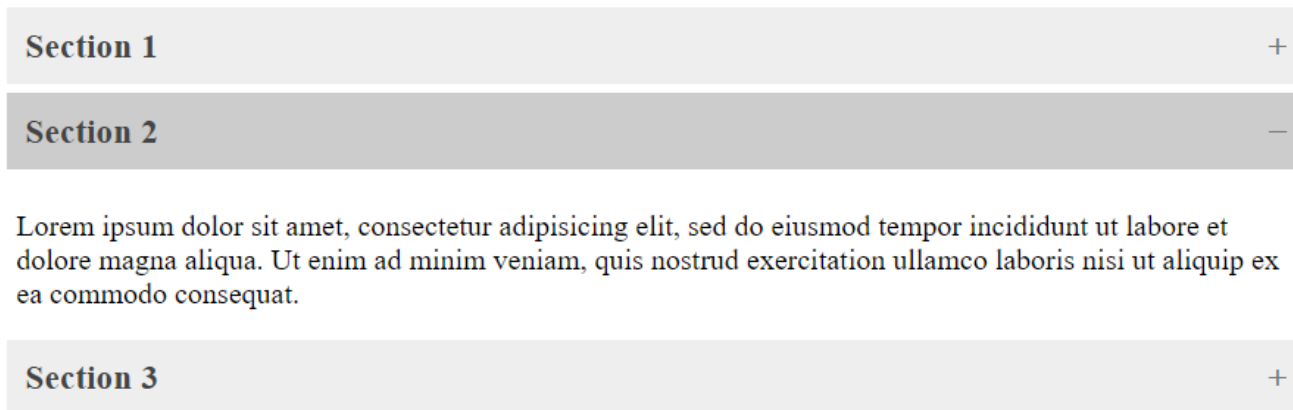 Section 1 +
Section 2 −
Lorem ipsum dolor sit amet, consectetur adipisicing elit, sed do eiusmod tempor incididunt ut labore et
dolore magna aliqua. Ut enim ad minim veniam, quis nostrud exercitation ullamco laboris nisi ut aliquip ex
ea commodo consequat.
Section 3 +